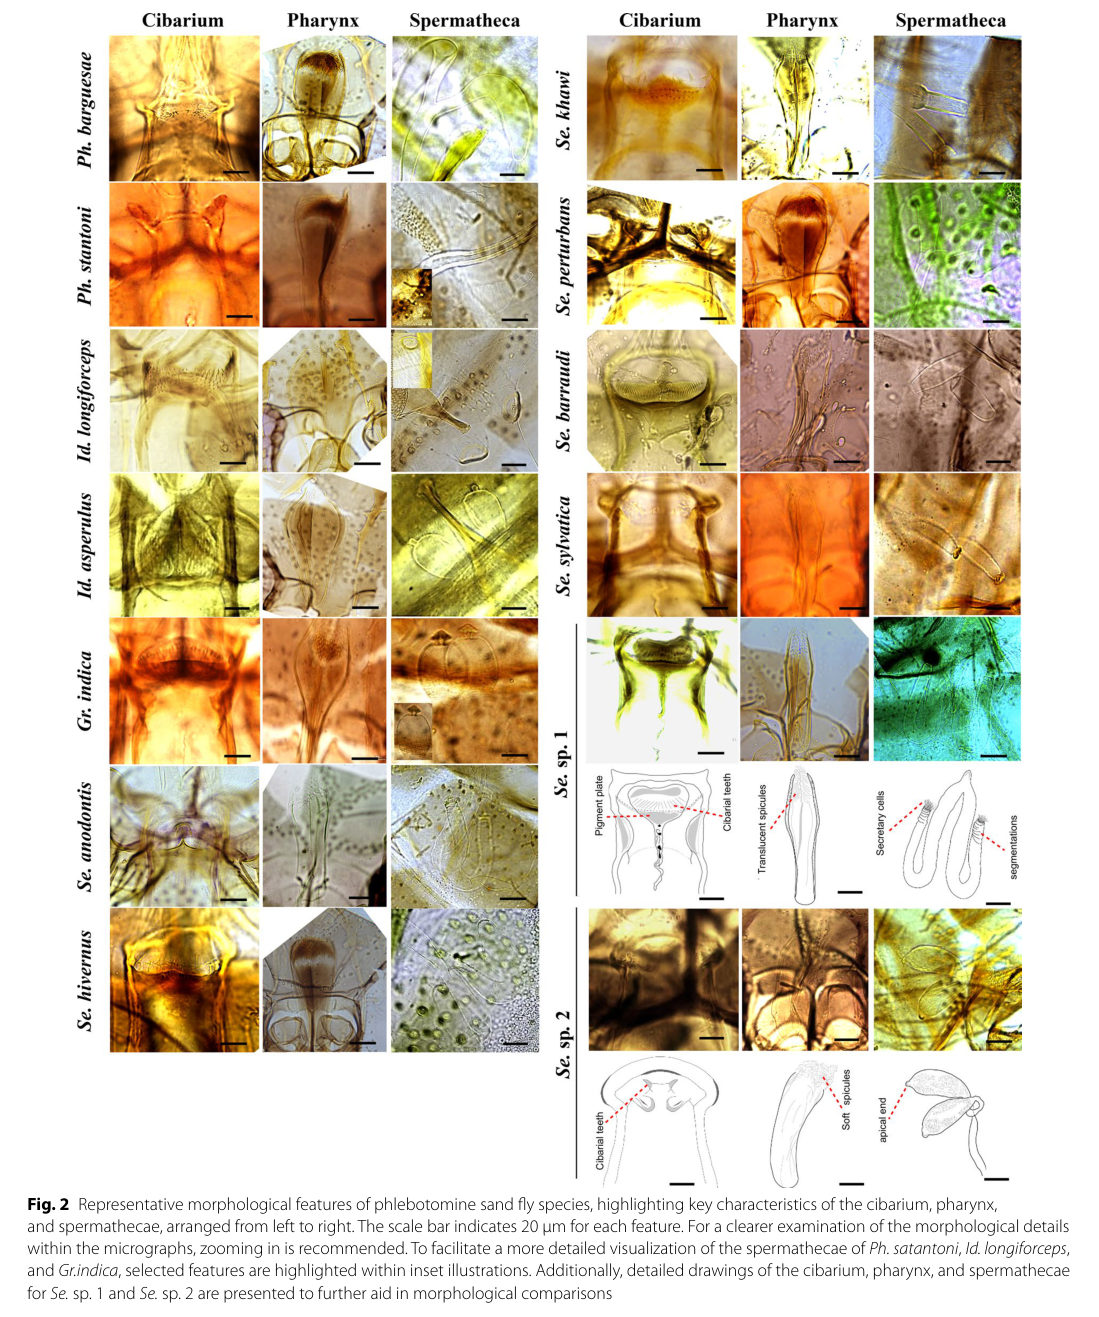 Cibarium Pharynx Spermatheca
Ph. barguesae
Ph. stantoni
Id. longiforceps
Id. asperulus
Gr. indica
Se. anodontis
Se. hivernus
Cibarium Pharynx Spermatheca
Se. khawi
Se. perturbans
Se. barraudi
Se. sylvatica
Se. sp. 1
Pigment plate
Cibarial teeth
Translucent spicules
Secretary cells
segmentations
Se. sp. 2
Cibarial teeth
Soft spicules
apical end
Fig. 2 Representative morphological features of phlebotomine sand fly species, highlighting key characteristics of the cibarium, pharynx,
and spermathecae, arranged from left to right. The scale bar indicates 20 µm for each feature. For a clearer examination of the morphological details
within the micrographs, zooming in is recommended. To facilitate a more detailed visualization of the spermathecae of Ph. satantoni, Id. longiforceps,
and Gr.indica, selected features are highlighted within inset illustrations. Additionally, detailed drawings of the cibarium, pharynx, and spermathecae
for Se. sp. 1 and Se. sp. 2 are presented to further aid in morphological comparisons